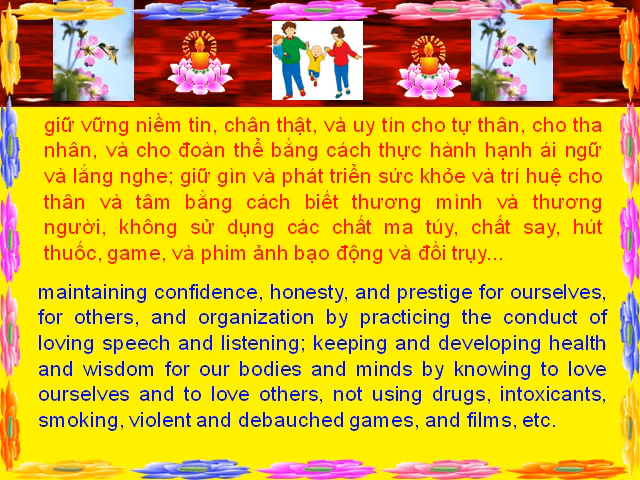 giữ vững niềm tin, chân thật, và uy tín cho tự thân, cho tha
nhân, và cho đoàn thể bằng cách thực hành hạnh ái ngữ
và lắng nghe; giữ gìn và phát triển sức khỏe và trí huệ cho
thân và tâm bằng cách biết thương mình và thương
người, không sử dụng các chất ma túy, chất say, hút
thuốc, game, và phim ảnh bạo động và đồi trụy...
maintaining confidence, honesty, and prestige for ourselves,
for others, and organization by practicing the conduct of
loving speech and listening; keeping and developing health
and wisdom for our bodies and minds by knowing to love
ourselves and to love others, not using drugs, intoxicants,
smoking, violent and debauched games, and films, etc.